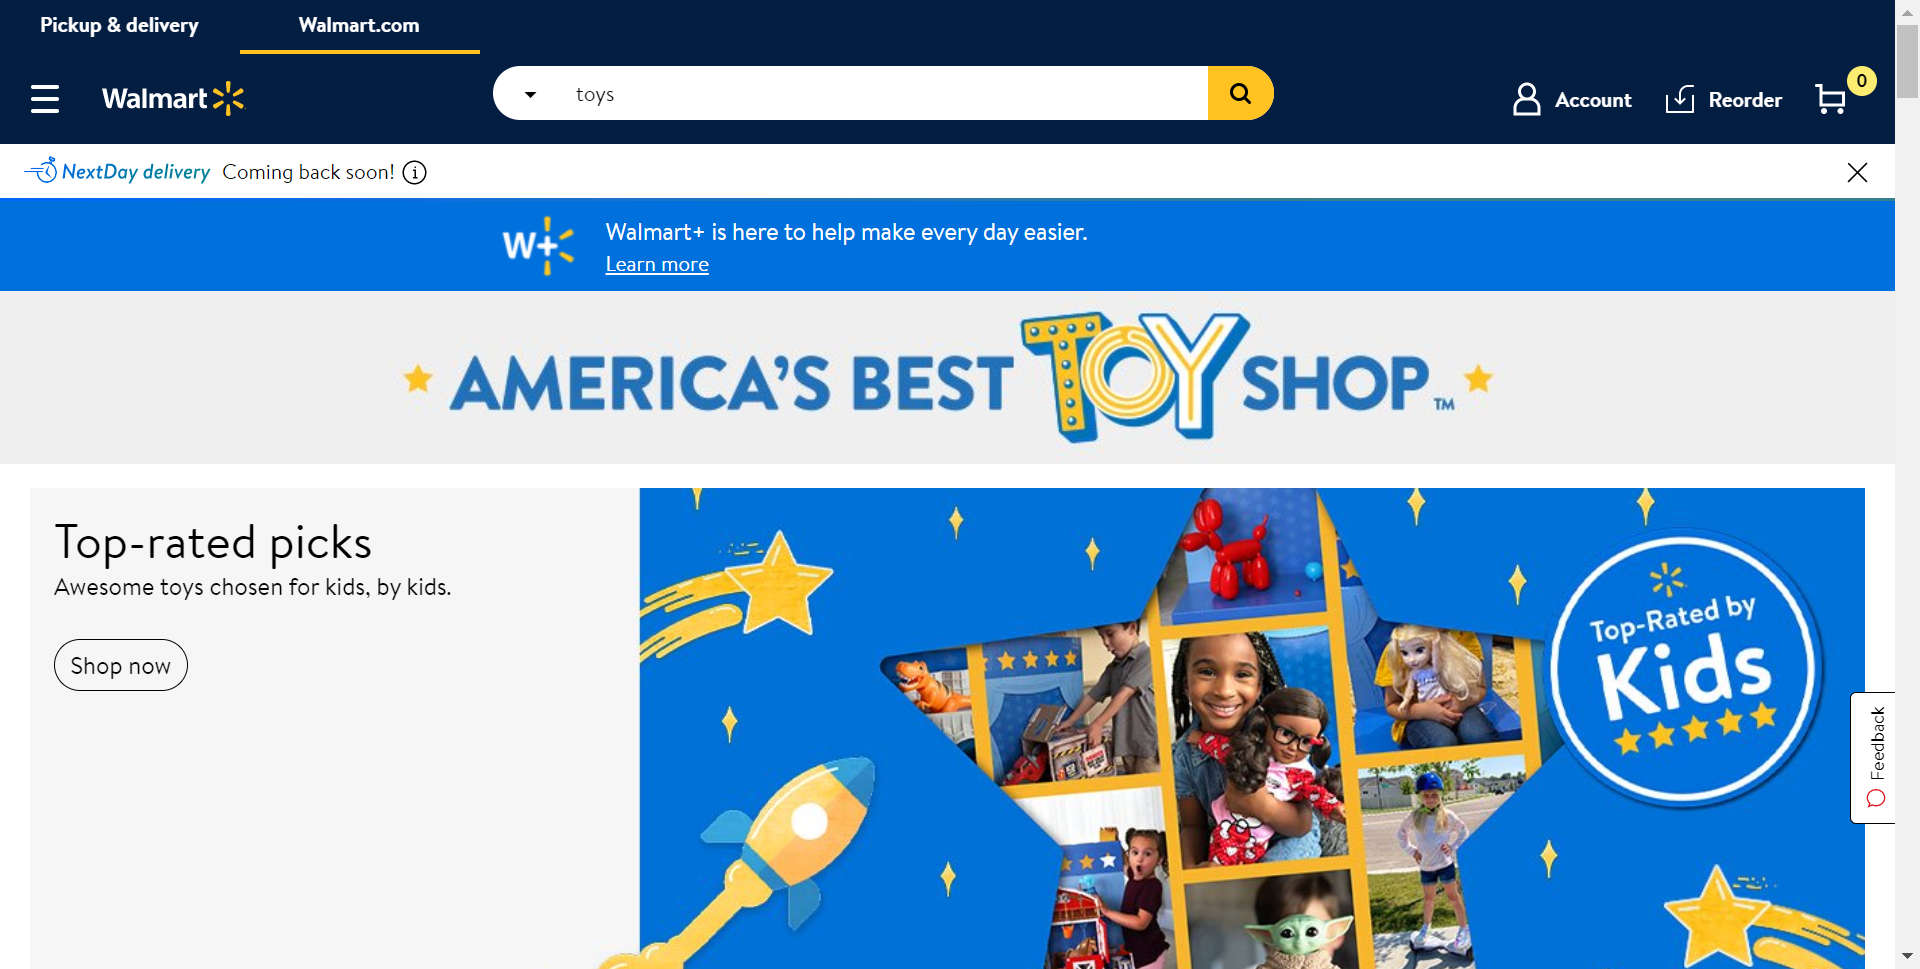 Pickup & delivery
Walmart.com
Walmart
toys
Account
Reorder
0
NextDay delivery Coming back soon!
W+
Walmart+ is here to help make every day easier.
Learn more
AMERICA'S BEST TOY SHOP TM
Top-rated picks
Awesome toys chosen for kids, by kids.
Shop now
Top-Rated by
Kids
Feedback